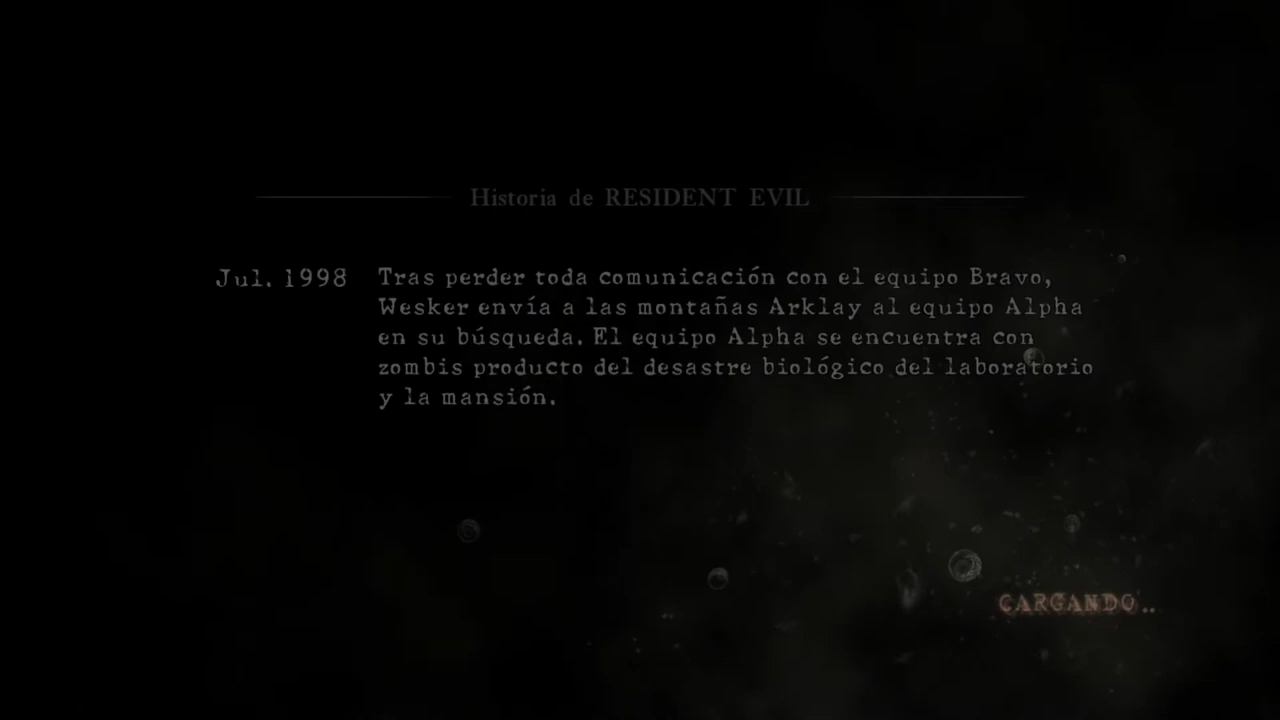 Historia de RESIDENT EVIL
Jul. 1998 Tras perder toda comunicación con el equipo Bravo,
Wesker envía a las montañas Arklay al equipo Alpha
en su búsqueda. El equipo Alpha se encuentra con
zombis producto del desastre biológico del laboratorio
y la mansión.
CARGANDO..